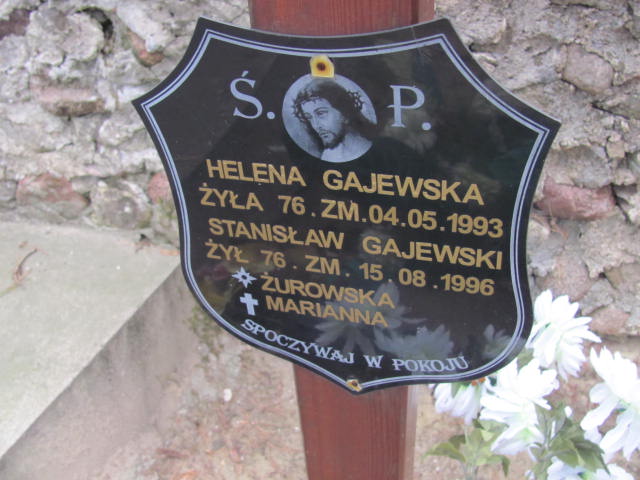 Ś. P.
HELENA GAJEWSKA
ŻYŁA 76. ZM. 04.05.1993
STANISŁAW GAJEWSKI
ŻYŁ 76. ZM. 15 08.1996
ŻUROWSKA
MARIANNA
SPOCZYWAJ W POKOJU